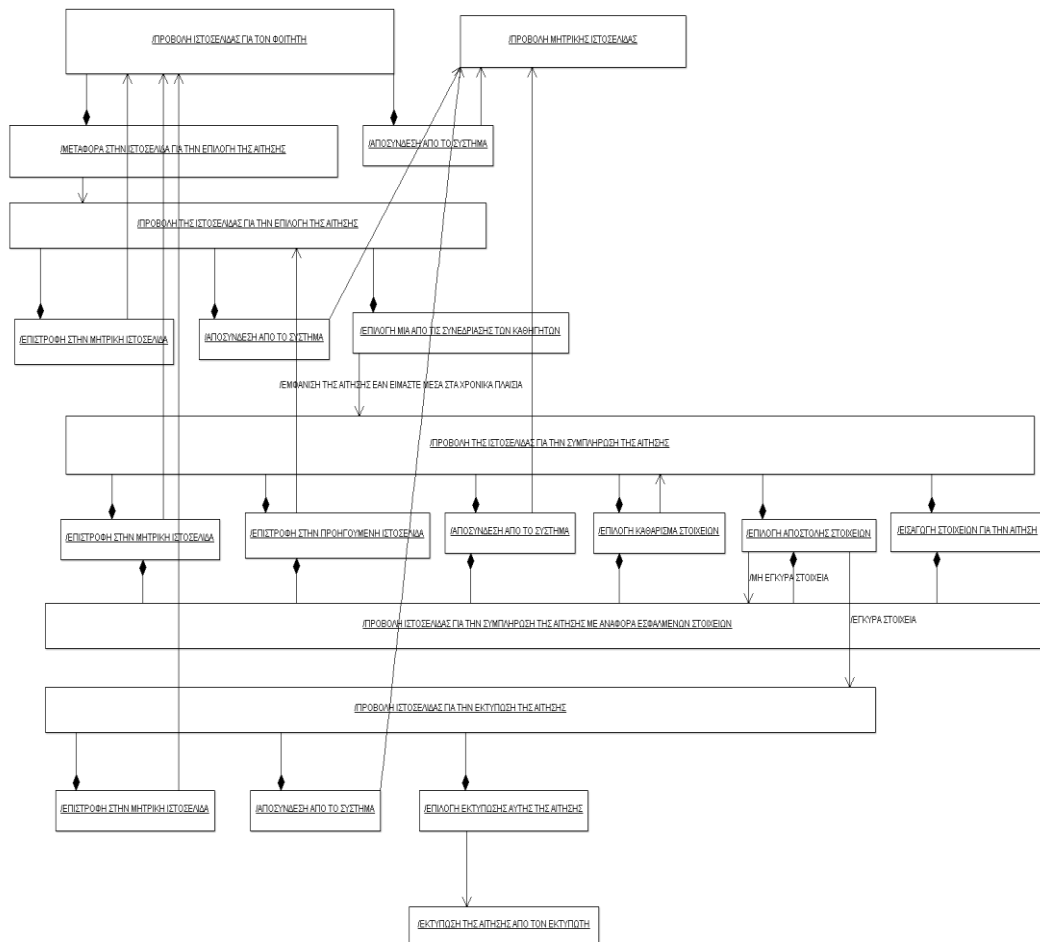 /ΠΡΟΒΟΛΗ ΙΣΤΟΣΕΛΙΔΑΣ ΓΙΑ ΤΟΝ ΦΟΙΤΗΤΗ
/ΠΡΟΒΟΛΗ ΜΗΤΡΙΚΗΣ ΙΣΤΟΣΕΛΙΔΑΣ
/ΜΕΤΑΦΟΡΑ ΣΤΗΝ ΙΣΤΟΣΕΛΙΔΑ ΓΙΑ ΤΗΝ ΕΠΙΛΟΓΗ ΤΗΣ ΑΙΤΗΣΗΣ
/ΑΠΟΣΥΝΔΕΣΗ ΑΠΟ ΤΟ ΣΥΣΤΗΜΑ
/ΠΡΟΒΟΛΗ ΤΗΣ ΙΣΤΟΣΕΛΙΔΑΣ ΓΙΑ ΤΗΝ ΕΠΙΛΟΓΗ ΤΗΣ ΑΙΤΗΣΗΣ
/ΕΠΙΣΤΡΟΦΗ ΣΤΗΝ ΜΗΤΡΙΚΗ ΙΣΤΟΣΕΛΙΔΑ
/ΑΠΟΣΥΝΔΕΣΗ ΑΠΟ ΤΟ ΣΥΣΤΗΜΑ
/ΕΠΙΛΟΓΗ ΜΙΑ ΑΠΟ ΤΙΣ ΣΥΝΕΔΡΙΑΣΗΣ ΤΩΝ ΚΑΘΗΓΗΤΩΝ
/ΕΜΦΑΝΙΣΗ ΤΗΣ ΑΙΤΗΣΗΣ ΕΑΝ ΕΙΜΑΣΤΕ ΜΕΣΑ ΣΤΑ ΧΡΟΝΙΚΑ ΠΛΑΙΣΙΑ
/ΠΡΟΒΟΛΗ ΤΗΣ ΙΣΤΟΣΕΛΙΔΑΣ ΓΙΑ ΤΗΝ ΣΥΜΠΛΗΡΩΣΗ ΤΗΣ ΑΙΤΗΣΗΣ
/ΕΠΙΣΤΡΟΦΗ ΣΤΗΝ ΜΗΤΡΙΚΗ ΙΣΤΟΣΕΛΙΔΑ
/ΕΠΙΣΤΡΟΦΗ ΣΤΗΝ ΠΡΟΗΓΟΥΜΕΝΗ ΙΣΤΟΣΕΛΙΔΑ
/ΑΠΟΣΥΝΔΕΣΗ ΑΠΟ ΤΟ ΣΥΣΤΗΜΑ
/ΕΠΙΛΟΓΗ ΚΑΘΑΡΙΣΜΑ ΣΤΟΙΧΕΙΩΝ
/ΕΠΙΛΟΓΗ ΑΠΟΣΤΟΛΗΣ ΣΤΟΙΧΕΙΩΝ
/ΕΙΣΑΓΩΓΗ ΣΤΟΙΧΕΙΩΝ ΓΙΑ ΤΗΝ ΑΙΤΗΣΗ
/ΜΗ ΕΓΚΥΡΑ ΣΤΟΙΧΕΙΑ
/ΠΡΟΒΟΛΗ ΙΣΤΟΣΕΛΙΔΑΣ ΓΙΑ ΤΗΝ ΣΥΜΠΛΗΡΩΣΗ ΤΗΣ ΑΙΤΗΣΗΣ ΜΕ ΑΝΑΦΟΡΑ ΕΣΦΑΛΜΕΝΩΝ ΣΤΟΙΧΕΙΩΝ
/ΕΓΚΥΡΑ ΣΤΟΙΧΕΙΑ
/ΠΡΟΒΟΛΗ ΙΣΤΟΣΕΛΙΔΑΣ ΓΙΑ ΤΗΝ ΕΚΤΥΠΩΣΗ ΤΗΣ ΑΙΤΗΣΗΣ
/ΕΠΙΣΤΡΟΦΗ ΣΤΗΝ ΜΗΤΡΙΚΗ ΙΣΤΟΣΕΛΙΔΑ
/ΑΠΟΣΥΝΔΕΣΗ ΑΠΟ ΤΟ ΣΥΣΤΗΜΑ
/ΕΠΙΛΟΓΗ ΕΚΤΥΠΩΣΗΣ ΑΥΤΗΣ ΤΗΣ ΑΙΤΗΣΗΣ
/ΕΚΤΥΠΩΣΗ ΤΗΣ ΑΙΤΗΣΗΣ ΑΠΟ ΤΟΝ ΕΚΤΥΠΩΤΗ